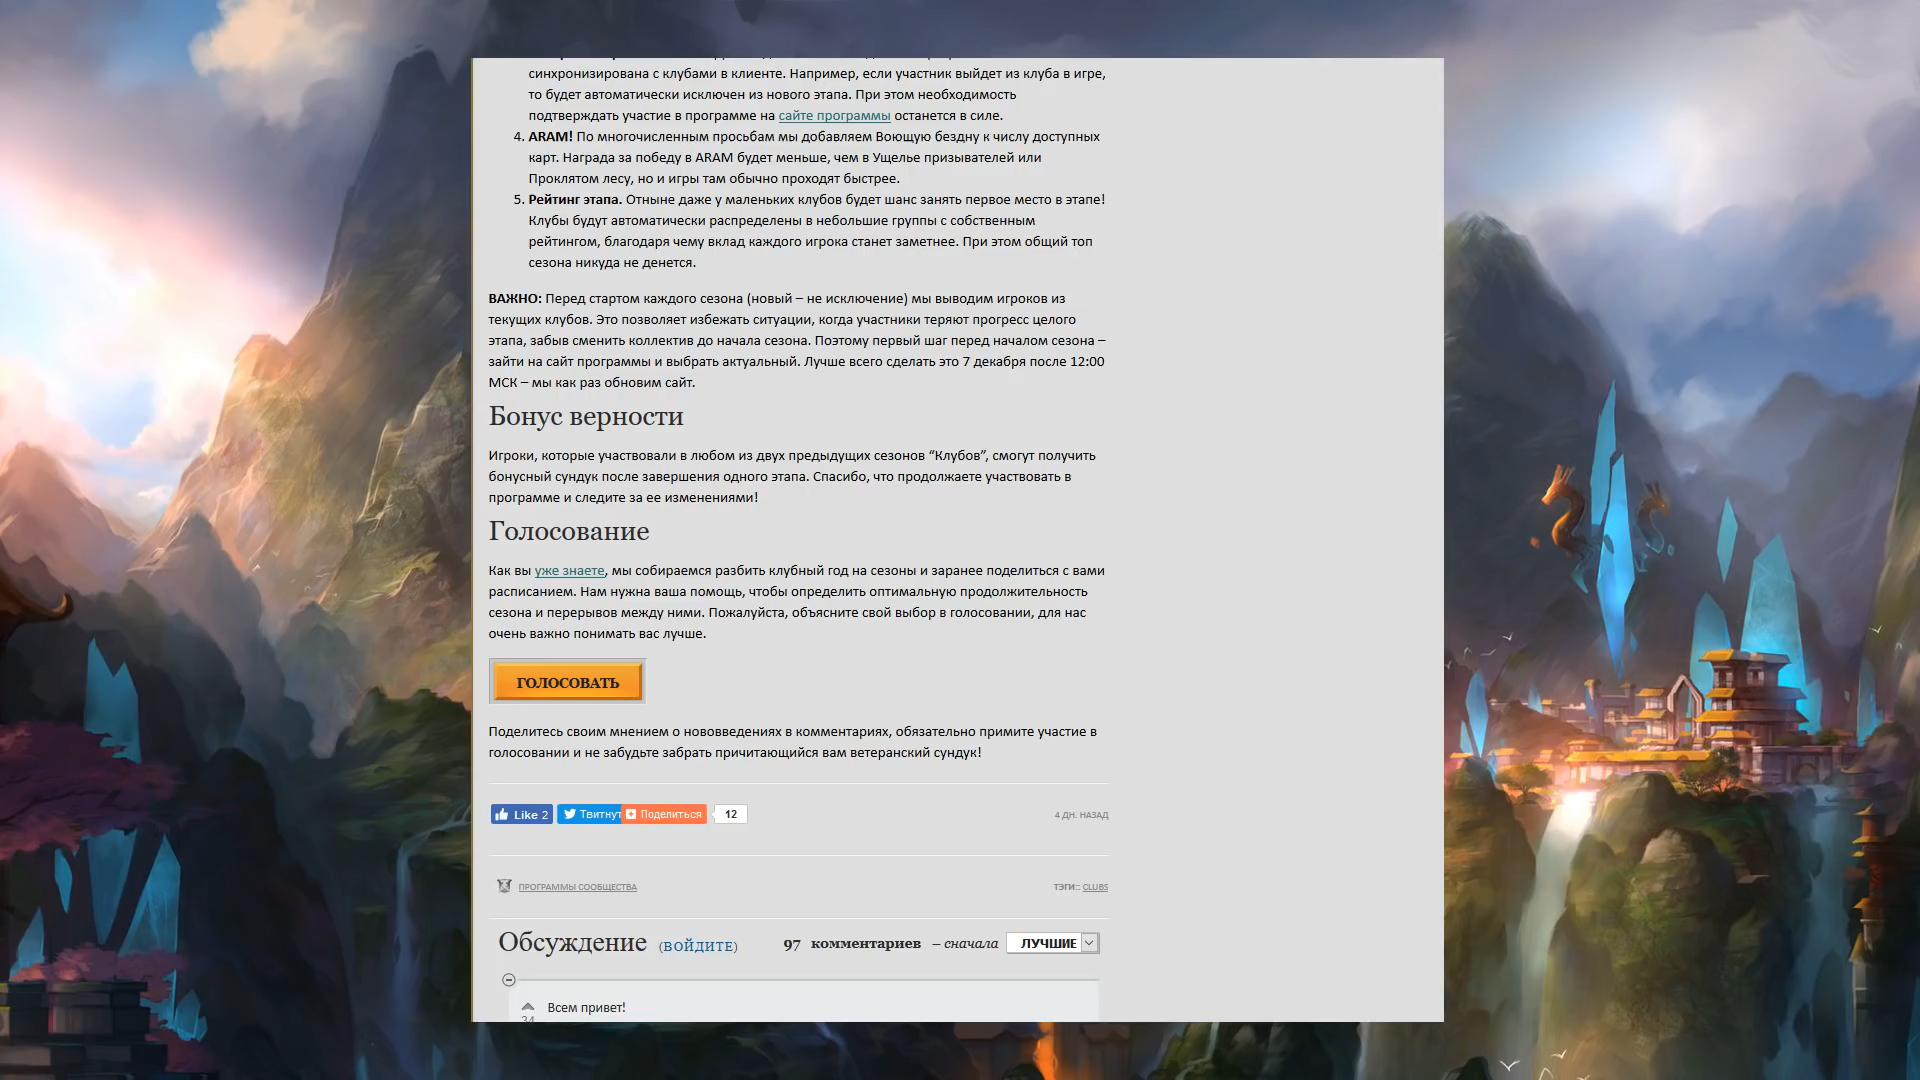 синхронизирована с клубами в клиенте. Например, если участник выйдет из клуба в игре,
то будет автоматически исключен из нового этапа. При этом необходимость
подтверждать участие в программе на сайте программы останется в силе.
4. ARAM! По многочисленным просьбам мы добавляем Воющую бездну к числу доступных
карт. Награда за победу в ARAM будет меньше, чем в Ущелье призывателей или
Проклятом лесу, но и игры там обычно проходят быстрее.
5. Рейтинг этапа. Отныне даже у маленьких клубов будет шанс занять первое место в этапе!
Клубы будут автоматически распределены в небольшие группы с собственным
рейтингом, благодаря чему вклад каждого игрока станет заметнее. При этом общий топ
сезона никуда не денется.
ВАЖНО: Перед стартом каждого сезона (новый – не исключение) мы выводим игроков из
текущих клубов. Это позволяет избежать ситуации, когда участники теряют прогресс целого
этапа, забыв сменить коллектив до начала сезона. Поэтому первый шаг перед началом сезона –
зайти на сайт программы и выбрать актуальный. Лучше всего сделать это 7 декабря после 12:00
МСК – мы как раз обновим сайт.
Бонус верности
Игроки, которые участвовали в любом из двух предыдущих сезонов “Клубов”, смогут получить
бонусный сундук после завершения одного этапа. Спасибо, что продолжаете участвовать в
программе и следите за ее изменениями!
Голосование
Как вы уже знаете, мы собираемся разбить клубный год на сезоны и заранее поделиться с вами
расписанием. Нам нужна ваша помощь, чтобы определить оптимальную продолжительность
сезона и перерывов между ними. Пожалуйста, объясните свой выбор в голосовании, для нас
очень важно понимать вас лучше.
ГОЛОСОВАТЬ
Поделитесь своим мнением о нововведениях в комментариях, обязательно примите участие в
голосовании и не забудьте забрать причитающийся вам ветеранский сундук!
Like 2 Твитнут Поделиться 12 4 ДН. НАЗАД
ПРОГРАММЫ СООБЩЕСТВА ТЭГИ:: CLUBS
Обсуждение (ВОЙДИТЕ) 97 комментариев – сначала ЛУЧШИЕ
Всем привет!
34